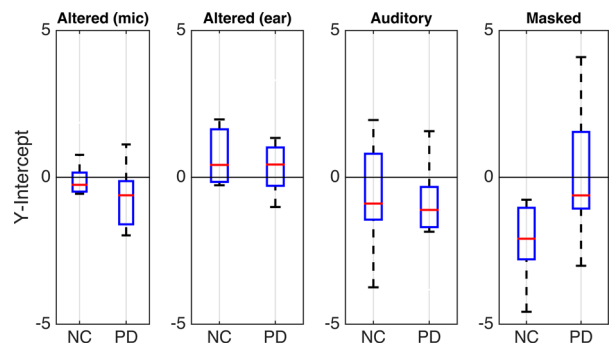 Altered (mic) Altered (ear) Auditory Masked
5 5 5 5
Y-Intercept
0 0 0 0
-5 -5 -5 -5
NC PD NC PD NC PD NC PD